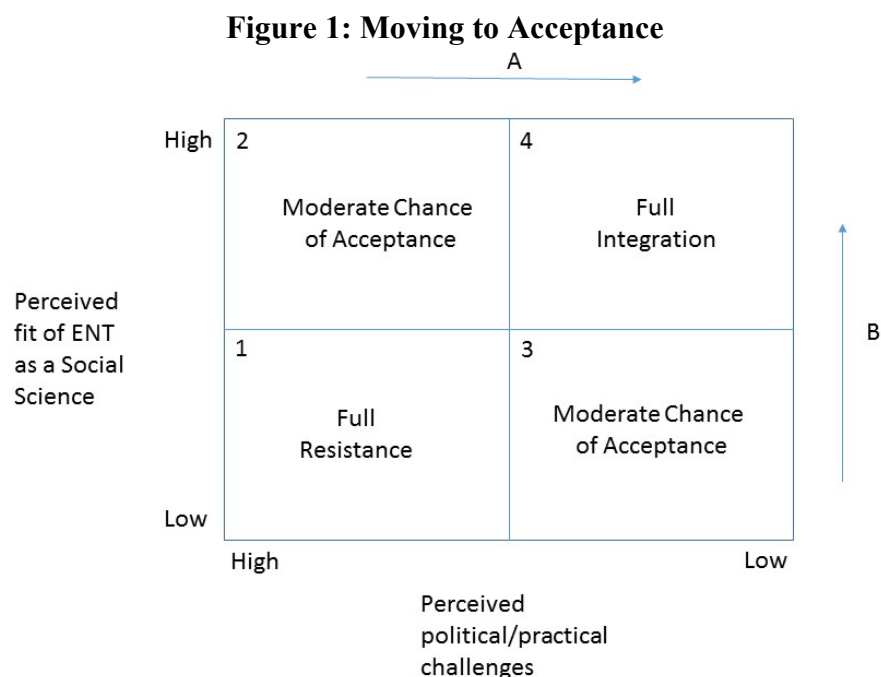 Figure 1: Moving to Acceptance
A
High
2
4
Moderate Chance
of Acceptance
Full
Integration
Perceived
fit of ENT
as a Social
Science
B
1
3
Full
Resistance
Moderate Chance
of Acceptance
Low
High
Low
Perceived
political/practical
challenges